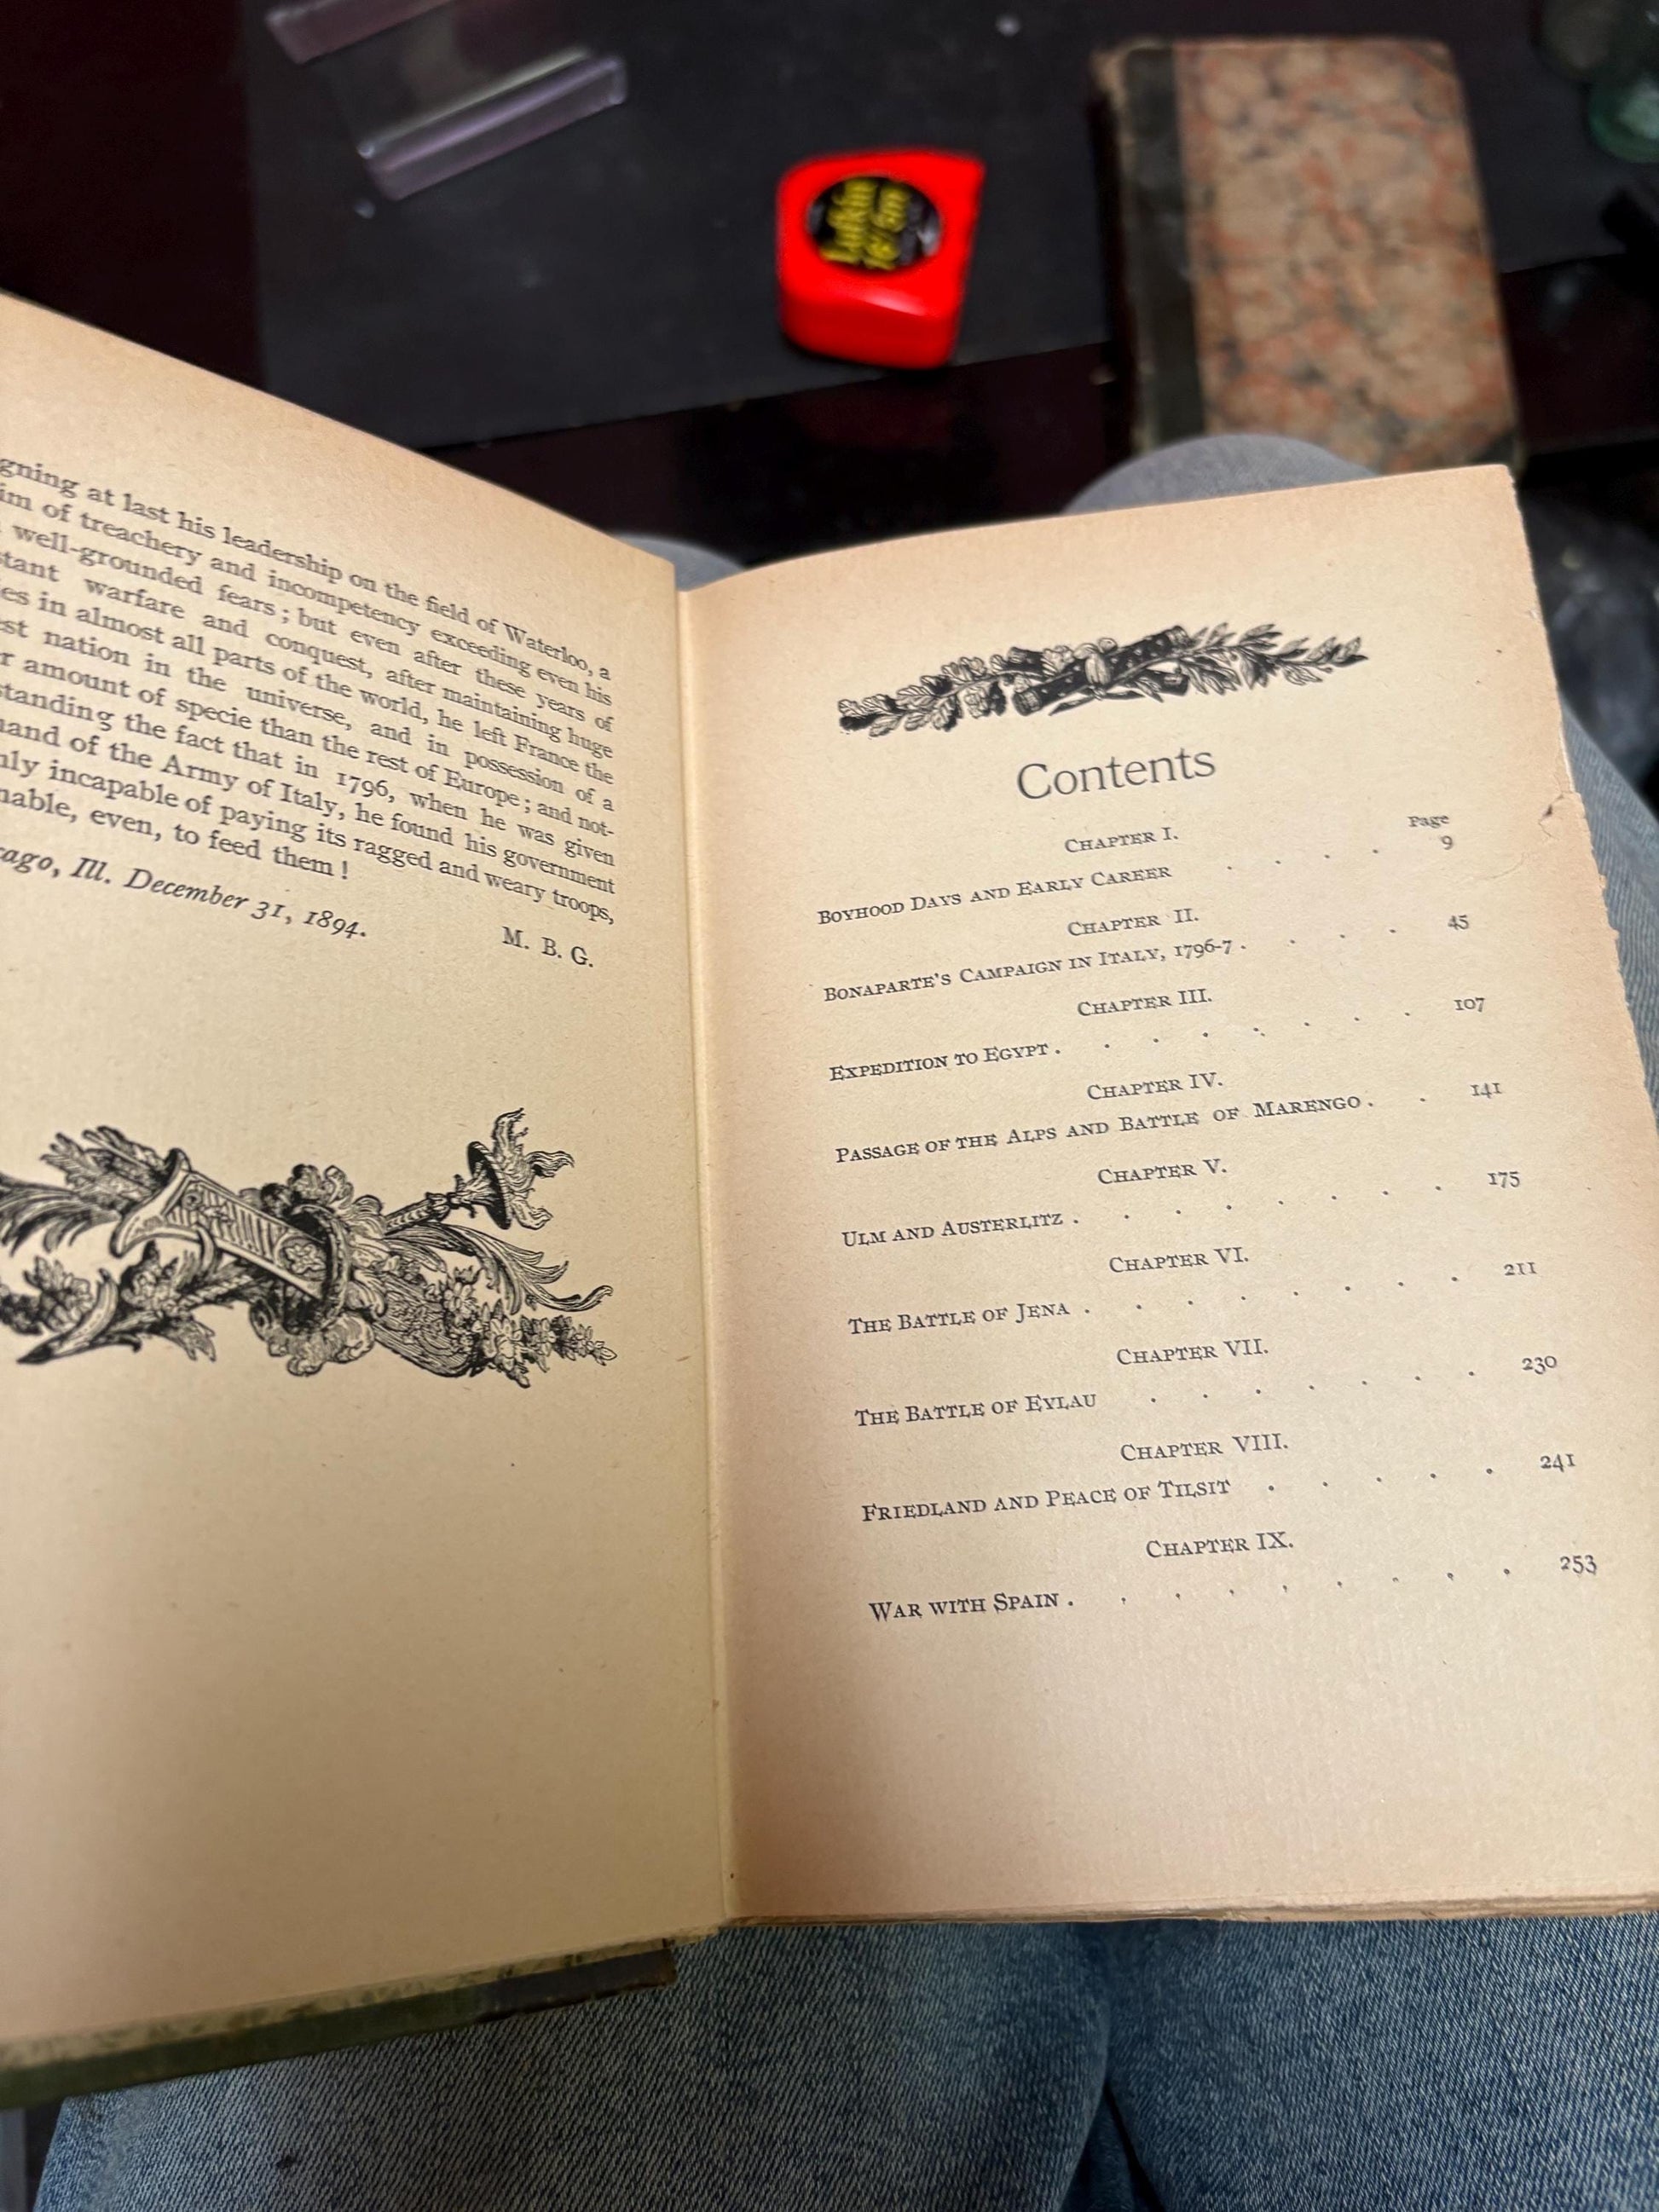 gning at last his leadership on the field of Waterloo, a
im of treachery and incompetency exceeding even his
well-grounded fears; but even after these years of
stant warfare and conquest, after maintaining huge
es in almost all parts of the world, he left France the
st nation in the universe, and in possession of a
r amount of specie than the rest of Europe; and not-
standing the fact that in 1796, when he was given
mand of the Army of Italy, he found his government
nly incapable of paying its ragged and weary troops,
nable, even, to feed them!
cago, Ill. December 31, 1894.
M. B. G.
Contents
Page
CHAPTER I.
BOYHOOD DAYS AND EARLY CAREER . . . . 9
CHAPTER II.
BONAPARTE'S CAMPAIGN IN ITALY, 1796-7 . . . . 45
CHAPTER III.
EXPEDITION TO EGYPT . . . . . . . . 107
CHAPTER IV.
PASSAGE OF THE ALPS AND BATTLE OF MARENGO . . 141
CHAPTER V.
ULM AND AUSTERLITZ . . . . . . . . 175
CHAPTER VI.
THE BATTLE OF JENA . . . . . . . . 211
CHAPTER VII.
THE BATTLE OF EYLAU . . . . . . . 230
CHAPTER VIII.
FRIEDLAND AND PEACE OF TILSIT . . . . . 241
CHAPTER IX.
WAR WITH SPAIN . . . . . . . . . 253
Lufkin
16' 5m